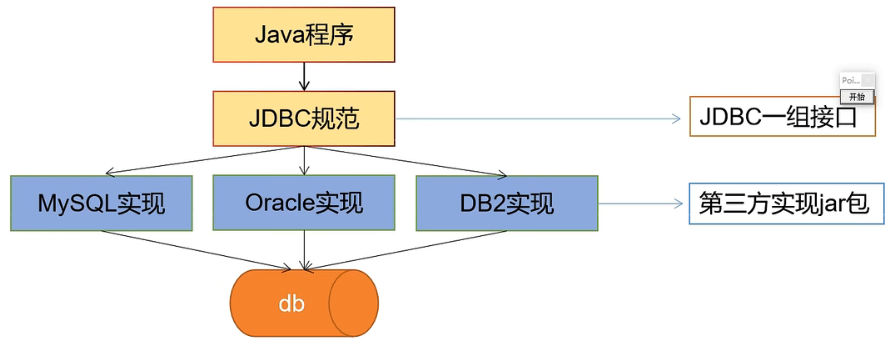 Java程序
Poi...
开始
JDBC规范
JDBC一组接口
MySQL实现
Oracle实现
DB2实现
第三方实现jar包
db